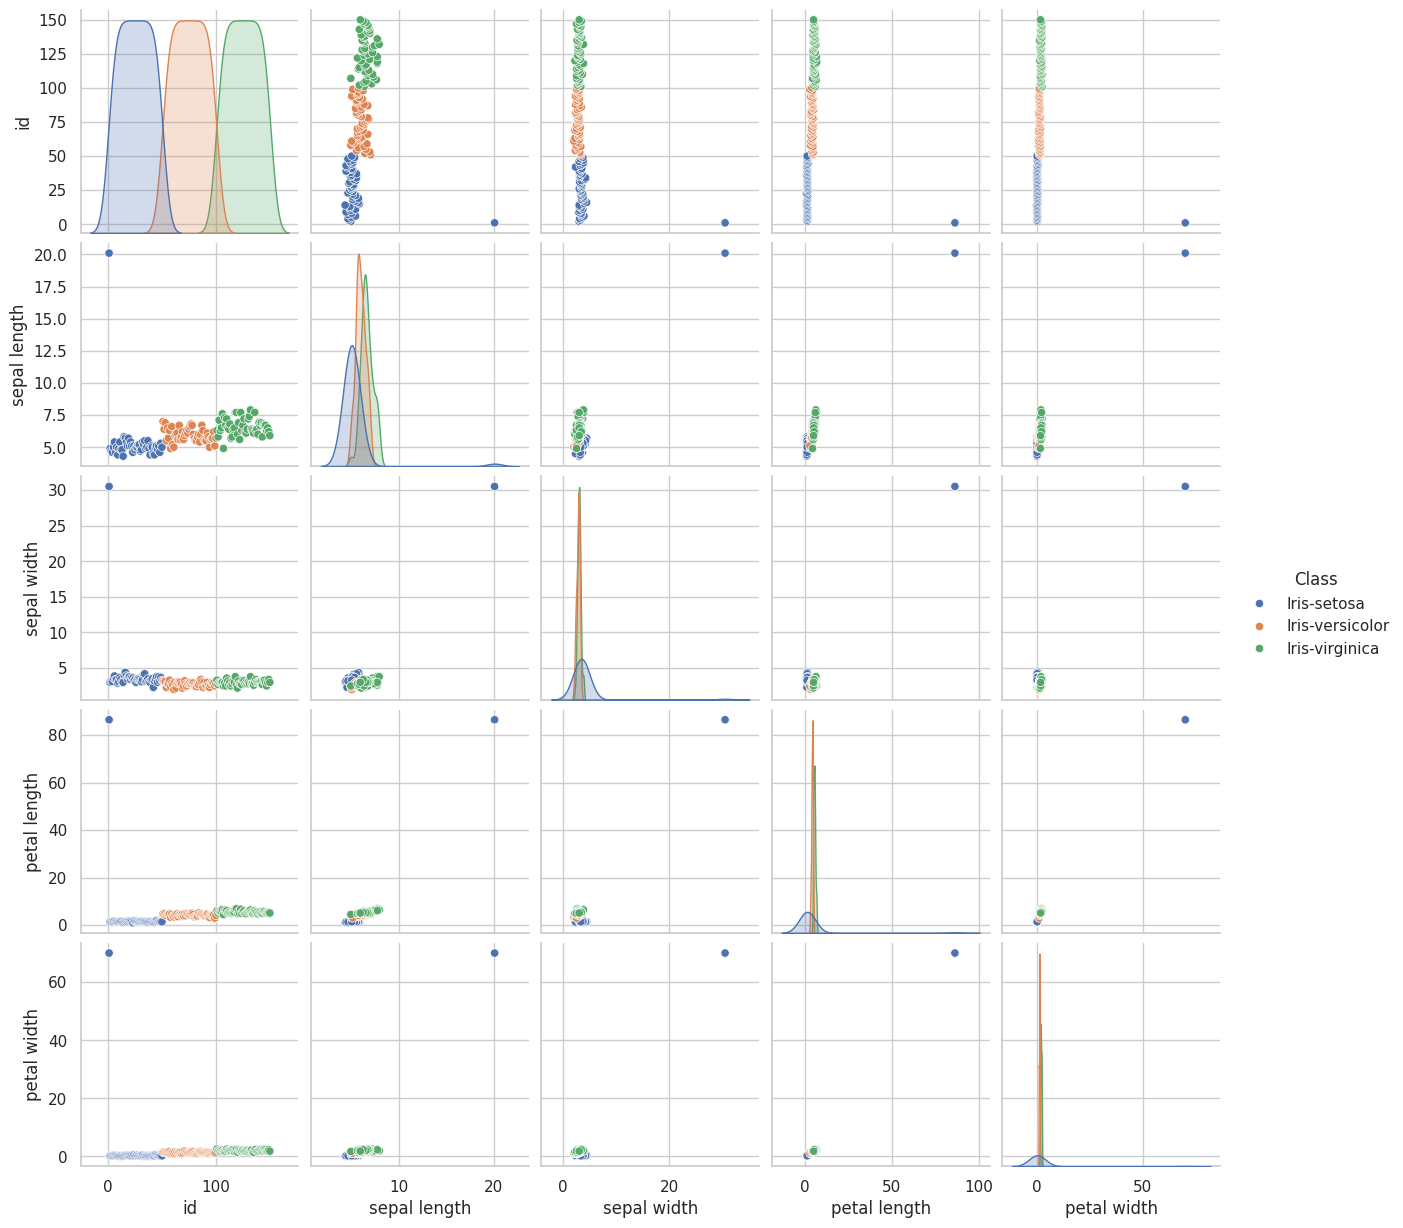 150
125
100
75
50
25
0
id
20.0
17.5
15.0
12.5
10.0
7.5
5.0
sepal length
30
25
20
15
10
5
sepal width
80
60
40
20
0
petal length
60
40
20
0
petal width
0 100
id
10 20
sepal length
0 20
sepal width
0 50 100
petal length
0 50
petal width
Class
Iris-setosa
Iris-versicolor
Iris-virginica